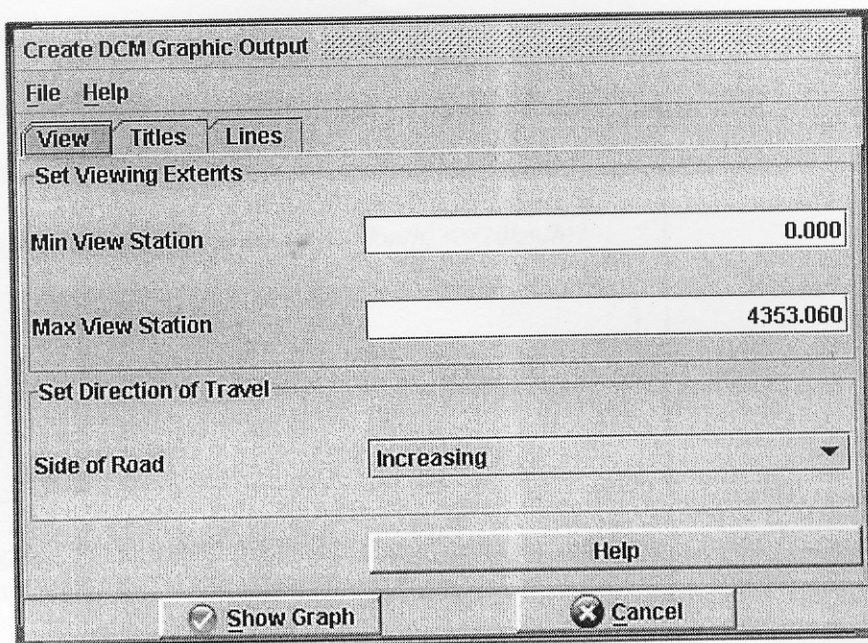 Create DCM Graphic Output
File Help
View Titles Lines
Set Viewing Extents
Min View Station 0.000
Max View Station 4353.060
Set Direction of Travel
Side of Road Increasing
Help
Show Graph Cancel